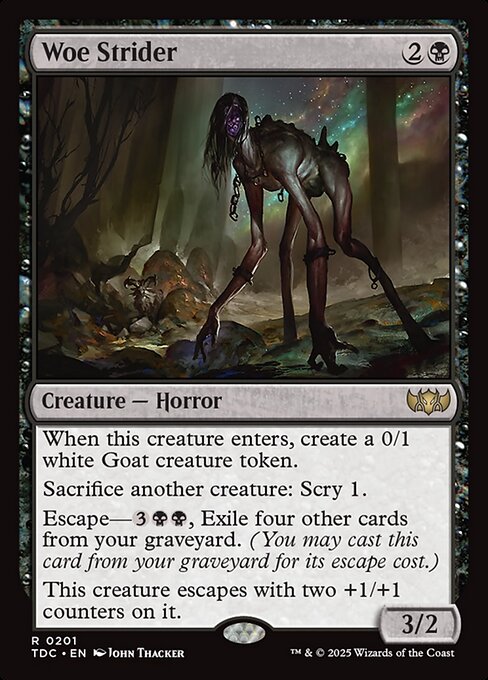 Woe Strider 2
Creature — Horror
When this creature enters, create a 0/1
white Goat creature token.
Sacrifice another creature: Scry 1.
Escape—3, Exile four other cards
from your graveyard. (You may cast this
card from your graveyard for its escape cost.)
This creature escapes with two +1/+1
counters on it.
3/2
R 0201
TDC • EN John Thacker
™ & © 2025 Wizards of the Coast